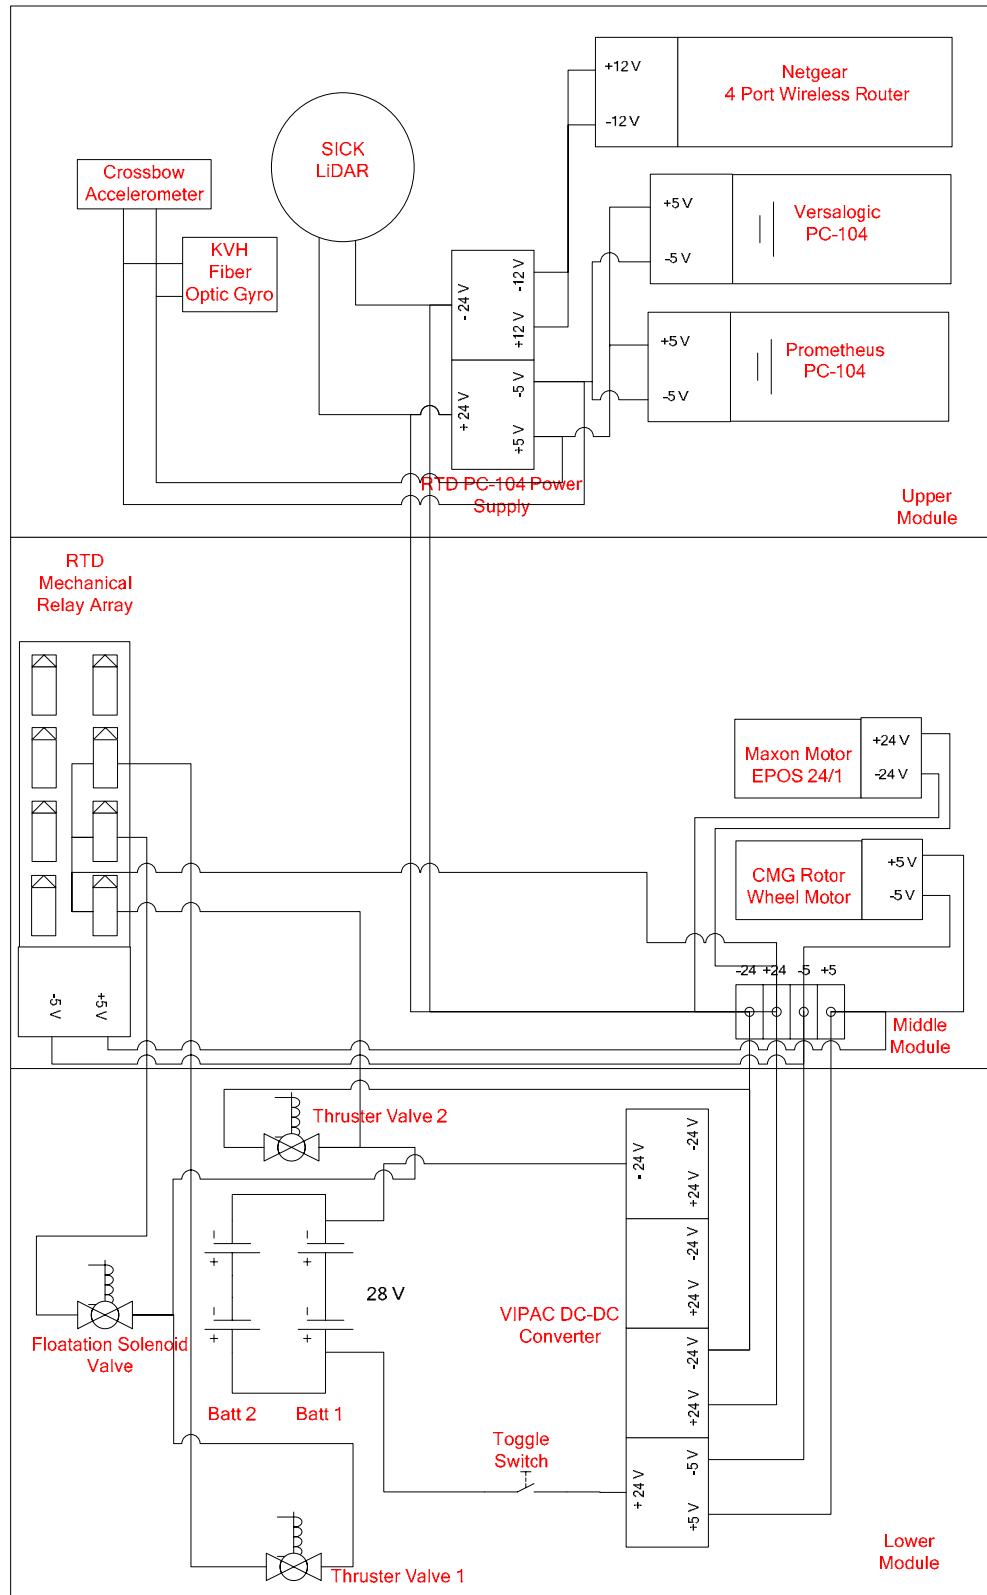 +12 V
Netgear
4 Port Wireless Router
-12 V
SICK
LiDAR
Crossbow
Accelerometer
KVH
Fiber
Optic Gyro
+5 V
Versalogic
PC-104
-5 V
- 24 V
-12 V
+12 V
+5 V
Prometheus
PC-104
-5 V
+ 24 V
-5 V
+5 V
RTD PC-104 Power
Supply
Upper
Module
RTD
Mechanical
Relay Array
+24 V
Maxon Motor
EPOS 24/1
-24 V
+5 V
CMG Rotor
Wheel Motor
-5 V
-24 +24 -5 +5
-5 V
+5 V
Middle
Module
Thruster Valve 2
- 24 V
-24 V
+24 V
-24 V
+24 V
28 V
VIPAC DC-DC
Converter
-24 V
+24 V
Floatation Solenoid
Valve
Batt 2
Batt 1
Toggle
Switch
+ 24 V
-5 V
+5 V
Lower
Module
Thruster Valve 1